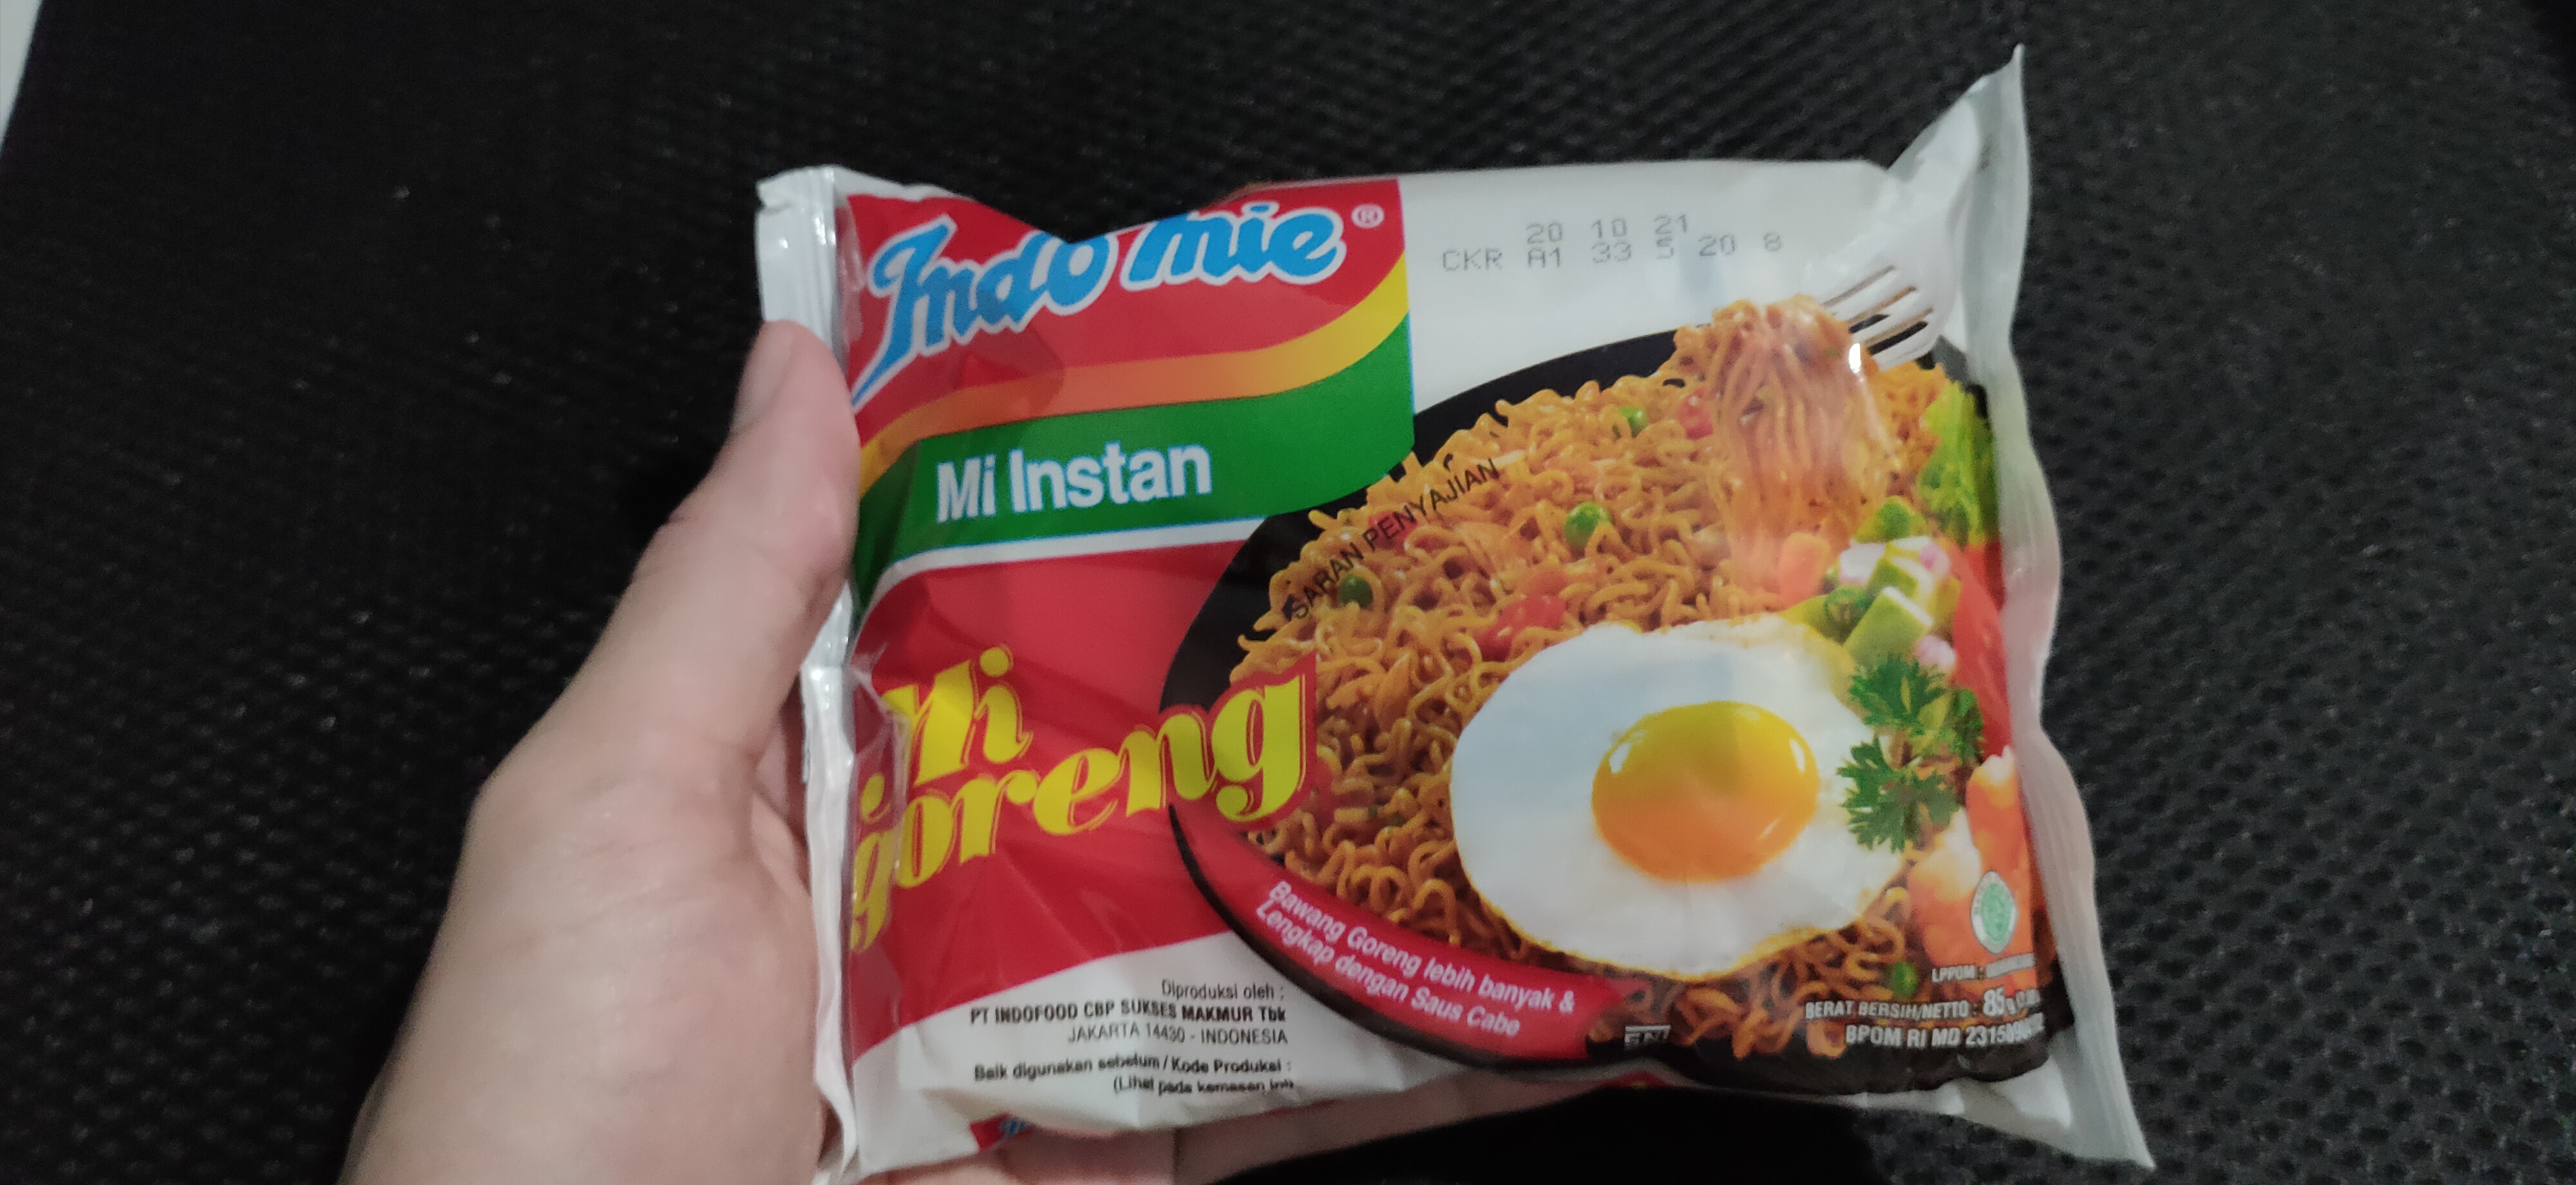 Indomie®
20 10 21
CKR A1 33 5 20 8
Mi Instan
SARAN PENYAJIAN
Mi
goreng
Bawang Goreng lebih banyak &
Lengkap dengan Saus Cabe
Diproduksi oleh :
PT INDOFOOD CBP SUKSES MAKMUR Tbk
JAKARTA 14430 - INDONESIA
Baik digunakan sebelum / Kode Produksi :
(Lihat pada kemasan ini)
LPPOM :
BERAT BERSIH/NETTO : 85g
BPOM RI MD